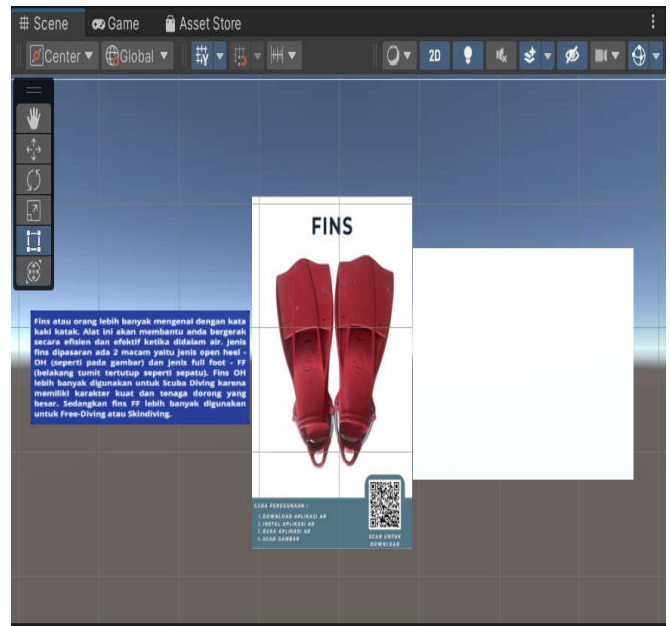 Scene Game Asset Store
Center Global 2D
FINS
Fins atau orang lebih banyak mengenal dengan kata
kaki katak. Alat ini akan membantu anda bergerak
secara efisien dan efektif ketika didalam air. Jenis
fins dipasaran ada 2 macam yaitu jenis open heel -
OH (seperti pada gambar) dan jenis full foot - FF
(belakang tumit tertutup seperti sepatu). Fins OH
lebih banyak digunakan untuk Scuba Diving karena
memiliki karakter kuat dan tenaga dorong yang
besar. Sedangkan fins FF lebih banyak digunakan
untuk Free-Diving atau Skindiving.
CARA PENGGUNAAN :
1.DOWNLOAD APLIKASI AR
2.INSTAL APLIKASI AR
3.BUKA APLIKASI AR
4.SCAN GAMBAR
SCAN UNTUK
DOWNLOAD